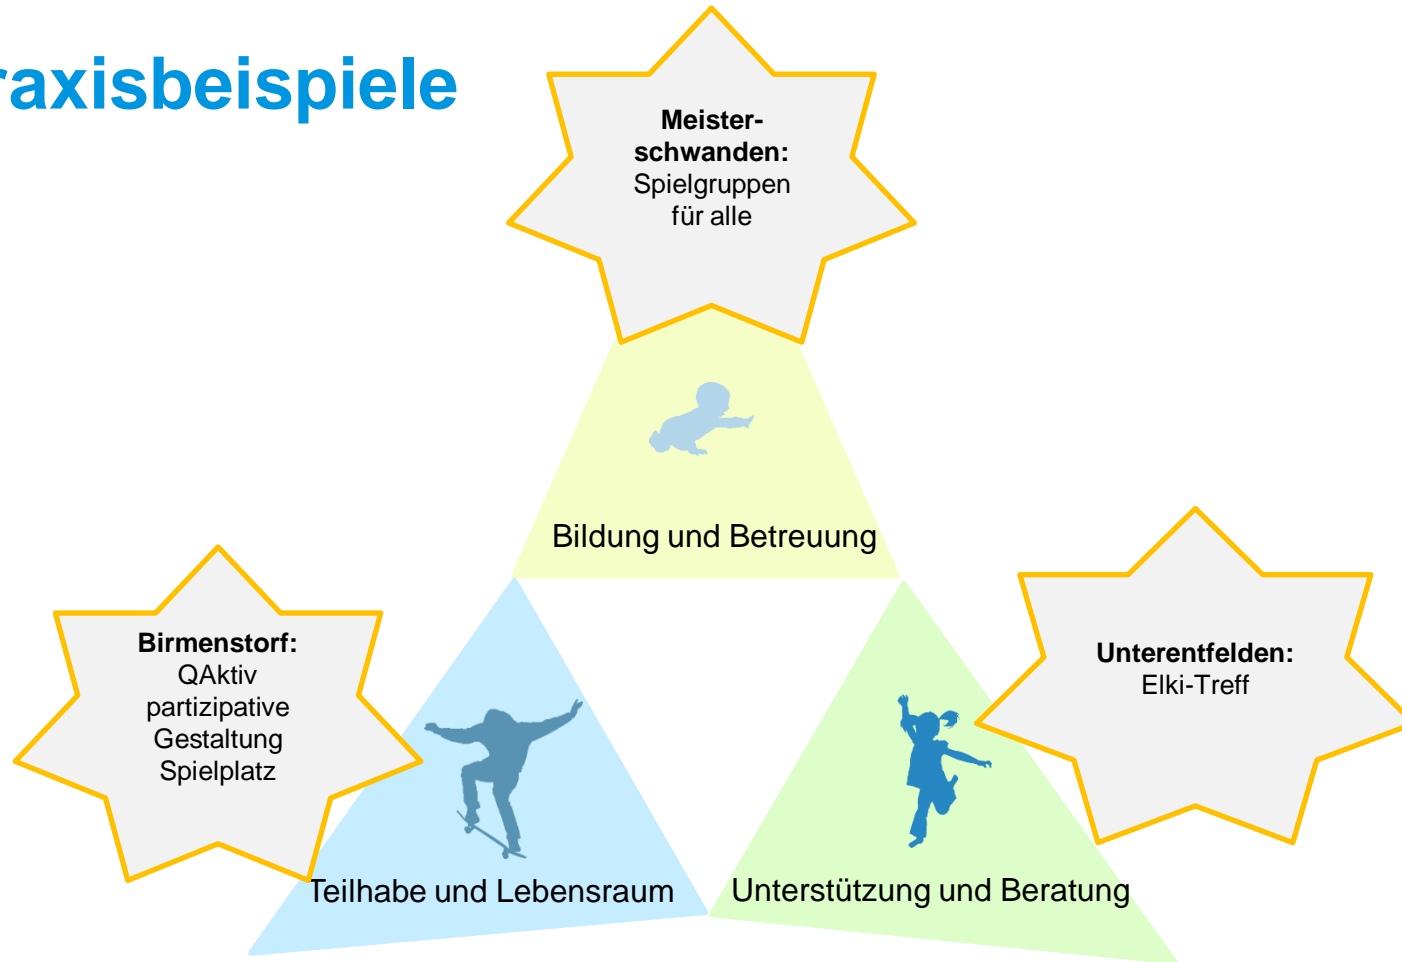 raxisbeispiele
Meister-
schwanden:
Spielgruppen
für alle
Bildung und Betreuung
Birmenstorf:
QAktiv
partizipative
Gestaltung
Spielplatz
Unterentfelden:
Elki-Treff
Teilhabe und Lebensraum
Unterstützung und Beratung